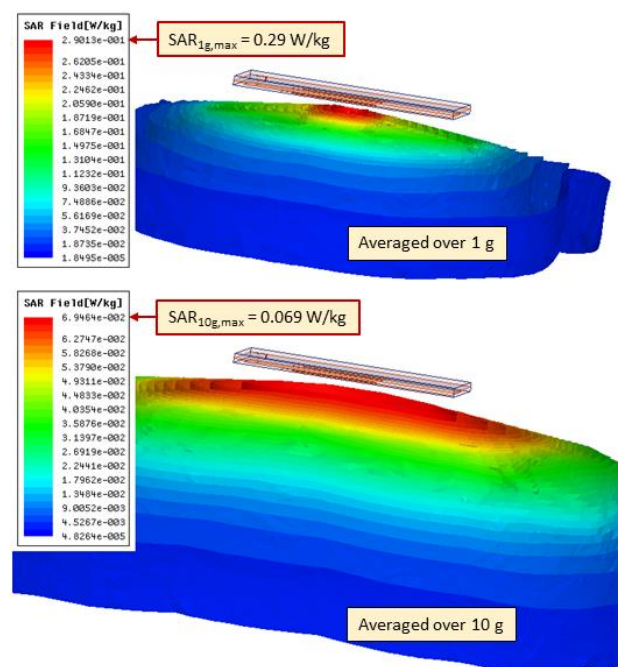 SAR Field[W/kg]
2.9013e-001
2.6205e-001
2.4334e-001
2.2462e-001
2.0590e-001
1.8719e-001
1.6847e-001
1.4975e-001
1.3104e-001
1.1232e-001
9.3603e-002
7.4886e-002
5.6169e-002
3.7452e-002
1.8735e-002
1.8495e-005
SAR1g,max = 0.29 W/kg
Averaged over 1 g
SAR Field[W/kg]
6.9464e-002
6.2747e-002
5.8268e-002
5.3790e-002
4.9311e-002
4.4833e-002
4.0354e-002
3.5876e-002
3.1397e-002
2.6919e-002
2.2441e-002
1.7962e-002
1.3484e-002
9.0052e-003
4.5267e-003
4.8264e-005
SAR10g,max = 0.069 W/kg
Averaged over 10 g